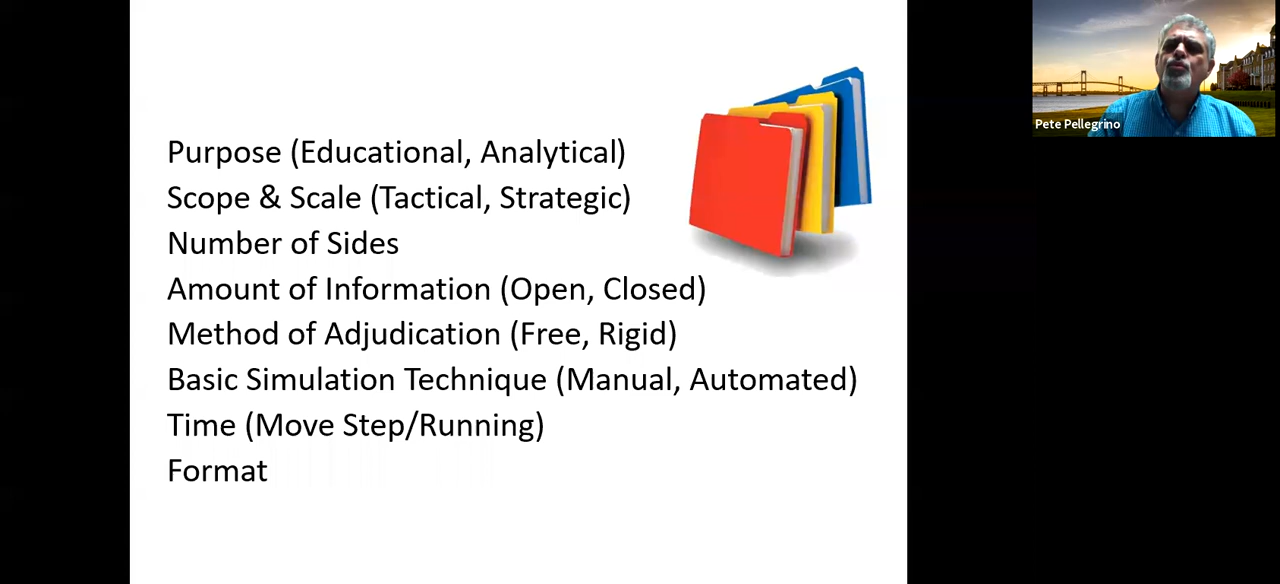 Purpose (Educational, Analytical)
Scope & Scale (Tactical, Strategic)
Number of Sides
Amount of Information (Open, Closed)
Method of Adjudication (Free, Rigid)
Basic Simulation Technique (Manual, Automated)
Time (Move Step/Running)
Format
Pete Pellegrino